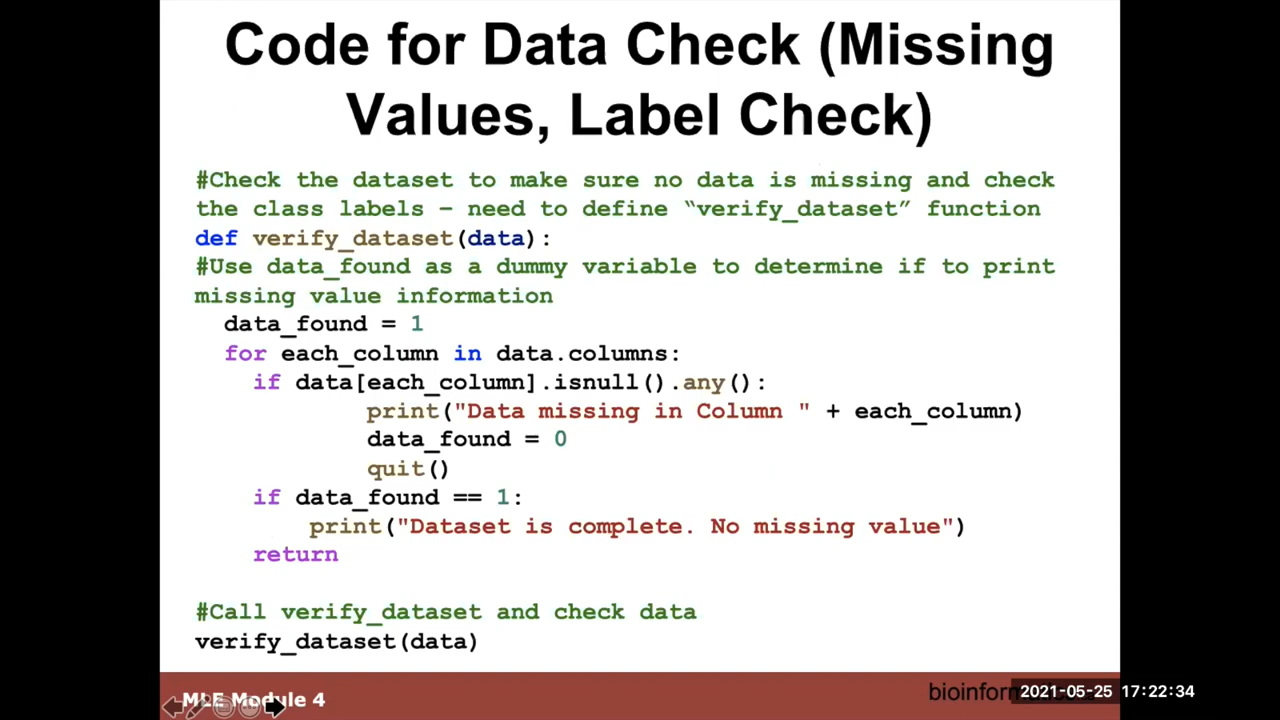 Code for Data Check (Missing
Values, Label Check)
#Check the dataset to make sure no data is missing and check
the class labels – need to define “verify_dataset” function
def verify_dataset(data):
#Use data_found as a dummy variable to determine if to print
missing value information
data_found = 1
for each_column in data.columns:
if data[each_column].isnull().any():
print("Data missing in Column " + each_column)
data_found = 0
quit()
if data_found == 1:
print("Dataset is complete. No missing value")
return
#Call verify_dataset and check data
verify_dataset(data)
MLE Module 4
2021-05-25 17:22:34